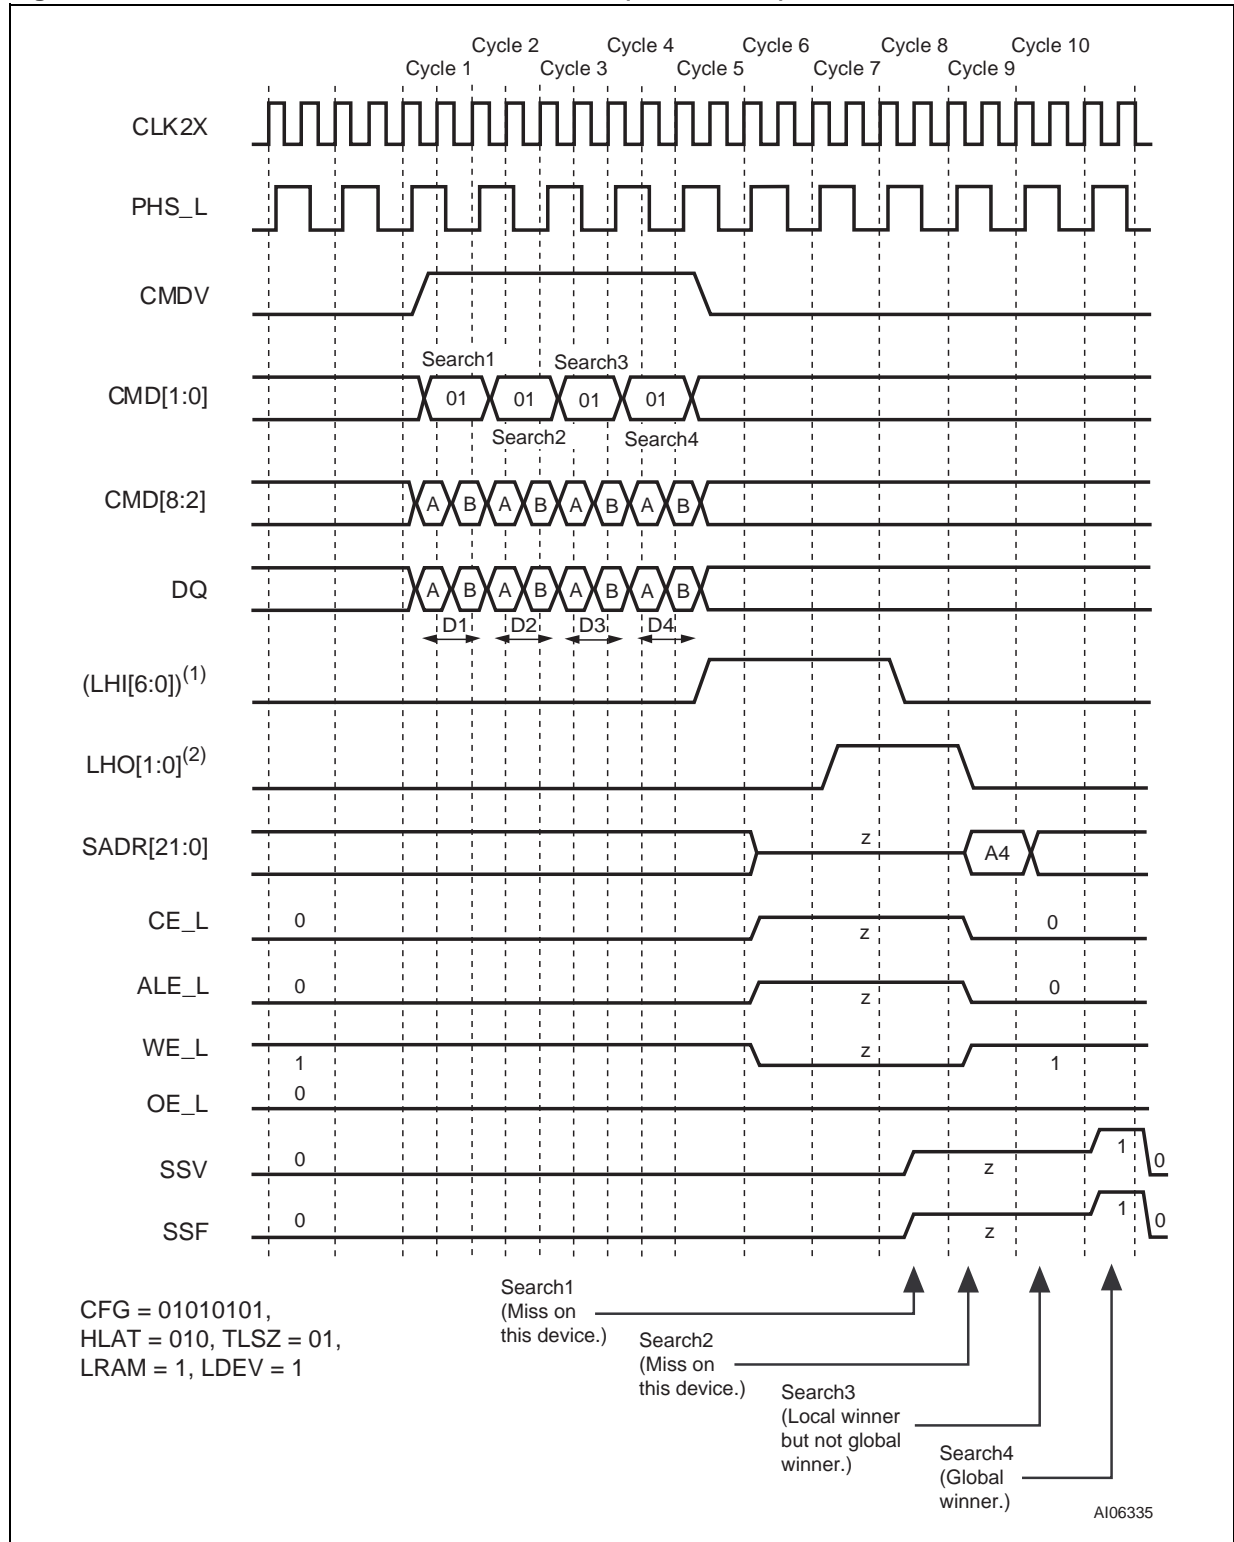 Cycle 2 Cycle 4 Cycle 6 Cycle 8 Cycle 10
Cycle 1 Cycle 3 Cycle 5 Cycle 7 Cycle 9
CLK2X
PHS_L
CMDV
Search1 Search3
CMD[1:0] 01 01 01 01
Search2 Search4
CMD[8:2] A B A B A B A B
DQ A B A B A B A B
D1 D2 D3 D4
(LHI[6:0])(1)
LHO[1:0](2)
SADR[21:0] z A4
CE_L 0 z 0
ALE_L 0 z 0
WE_L 1 z 1
OE_L 0
SSV 0 z 1 0
SSF 0 z 1 0
CFG = 01010101,
HLAT = 010, TLSZ = 01,
LRAM = 1, LDEV = 1
Search1
(Miss on
this device.)
Search2
(Miss on
this device.)
Search3
(Local winner
but not global
winner.)
Search4
(Global
winner.)
AI06335